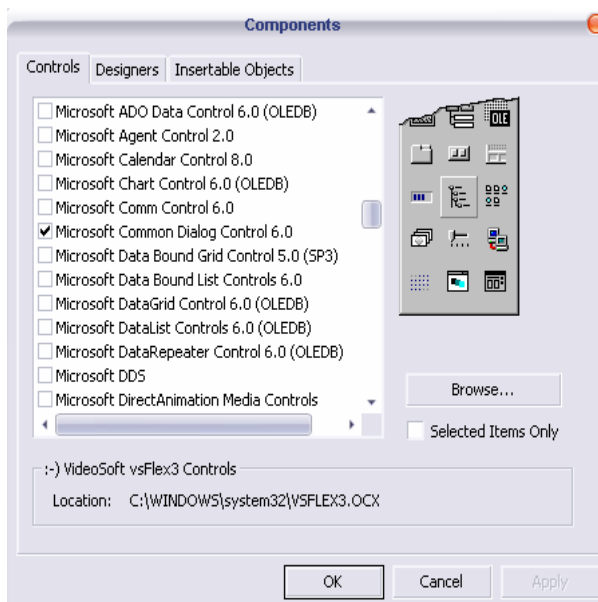 Components
Controls Designers Insertable Objects
Microsoft ADO Data Control 6.0 (OLEDB)
Microsoft Agent Control 2.0
Microsoft Calendar Control 8.0
Microsoft Chart Control 6.0 (OLEDB)
Microsoft Comm Control 6.0
Microsoft Common Dialog Control 6.0
Microsoft Data Bound Grid Control 5.0 (SP3)
Microsoft Data Bound List Controls 6.0
Microsoft DataGrid Control 6.0 (OLEDB)
Microsoft DataList Controls 6.0 (OLEDB)
Microsoft DataRepeater Control 6.0 (OLEDB)
Microsoft DDS
Microsoft DirectAnimation Media Controls
OLE
Browse...
Selected Items Only
:-) VideoSoft vsFlex3 Controls
Location: C:\WINDOWS\system32\VSFLEX3.OCX
OK Cancel Apply